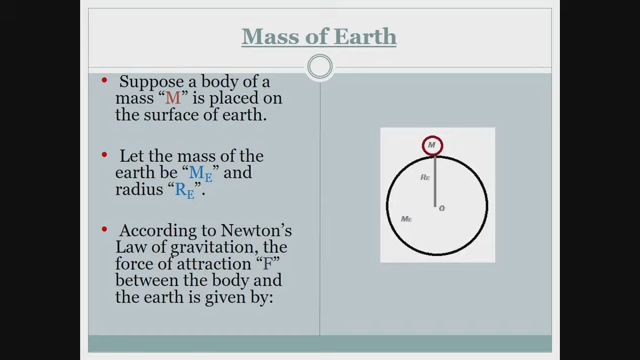 Mass of Earth
Suppose a body of a
mass “M” is placed on
the surface of earth.
Let the mass of the
earth be “ME” and
radius “RE”.
According to Newton’s
Law of gravitation, the
force of attraction “F”
between the body and
the earth is given by:
M
RE
O
ME